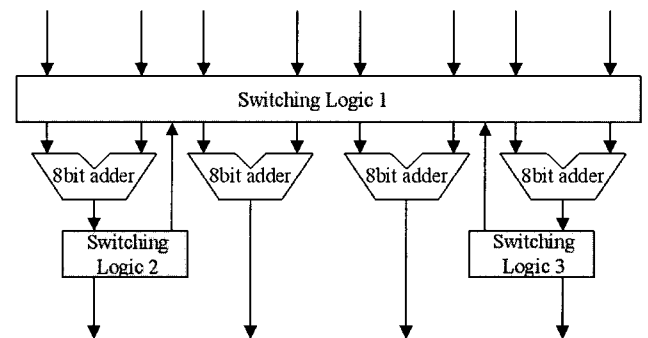 Switching Logic 1
8bit adder
8bit adder
8bit adder
8bit adder
Switching
Logic 2
Switching
Logic 3